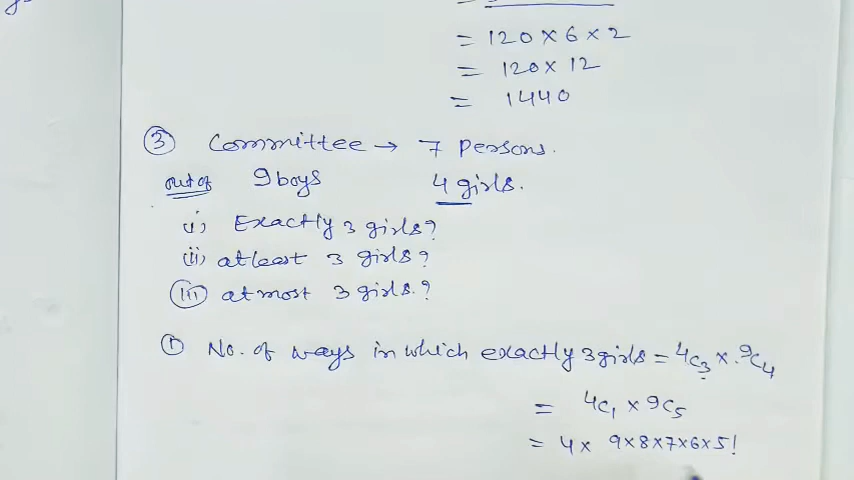 = 120 × 6 × 2
= 120 × 12
= 1440
③ Committee → 7 Persons.
out of 9 boys 4 girls.
(i) Exactly 3 girls?
(ii) atleast 3 girls?
(iii) atmost 3 girls.?
① No. of ways in which exactly 3 girls = 4C₃ × 9C₄
= 4C₁ × 9C₅
= 4 × 9×8×7×6×5!